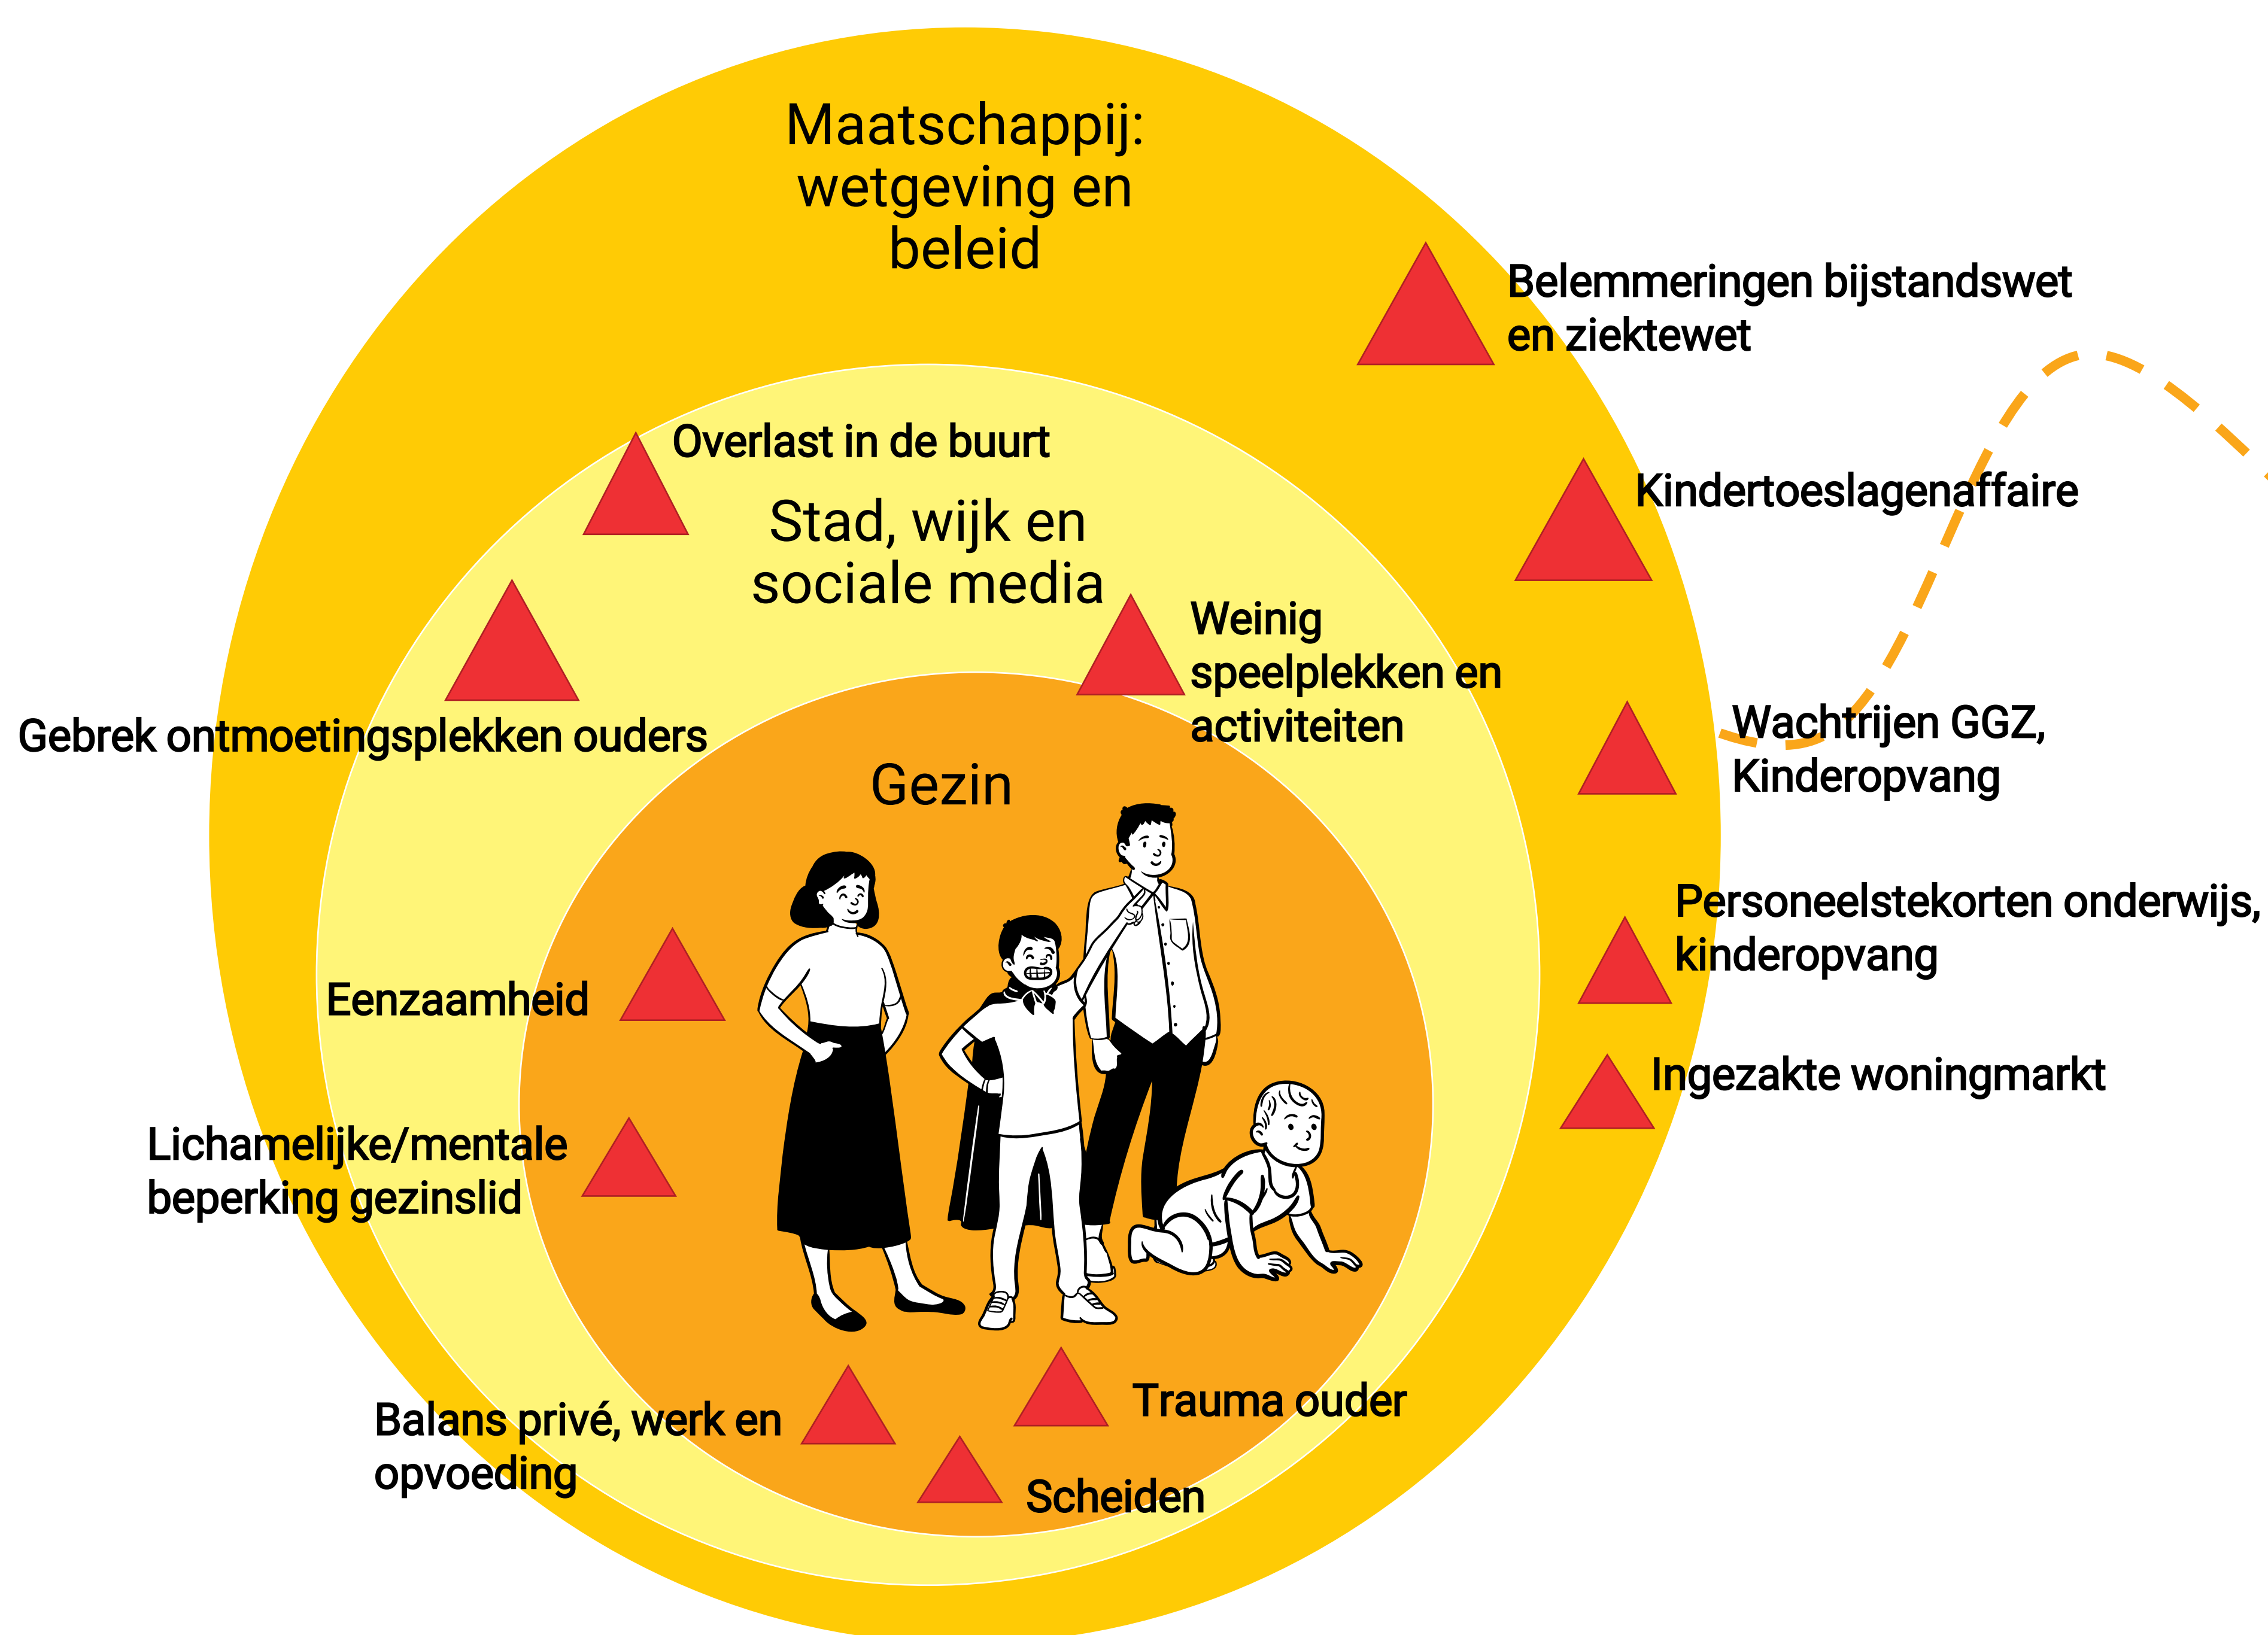 Maatschappij:
wetgeving en
beleid
Belemmeringen bijstandswet
en ziektewet
Overlast in de buurt
Kindertoeslagenaffaire
Stad, wijk en
sociale media
Weinig
speelplekken en
activiteiten
Gebrek ontmoetingsplekken ouders
Wachtrijen GGZ,
Kinderopvang
Gezin
Personeelstekorten onderwijs,
kinderopvang
Eenzaamheid
Ingezakte woningmarkt
Lichamelijke/mentale
beperking gezinslid
Balans privé, werk en
opvoeding
Trauma ouder
Scheiden